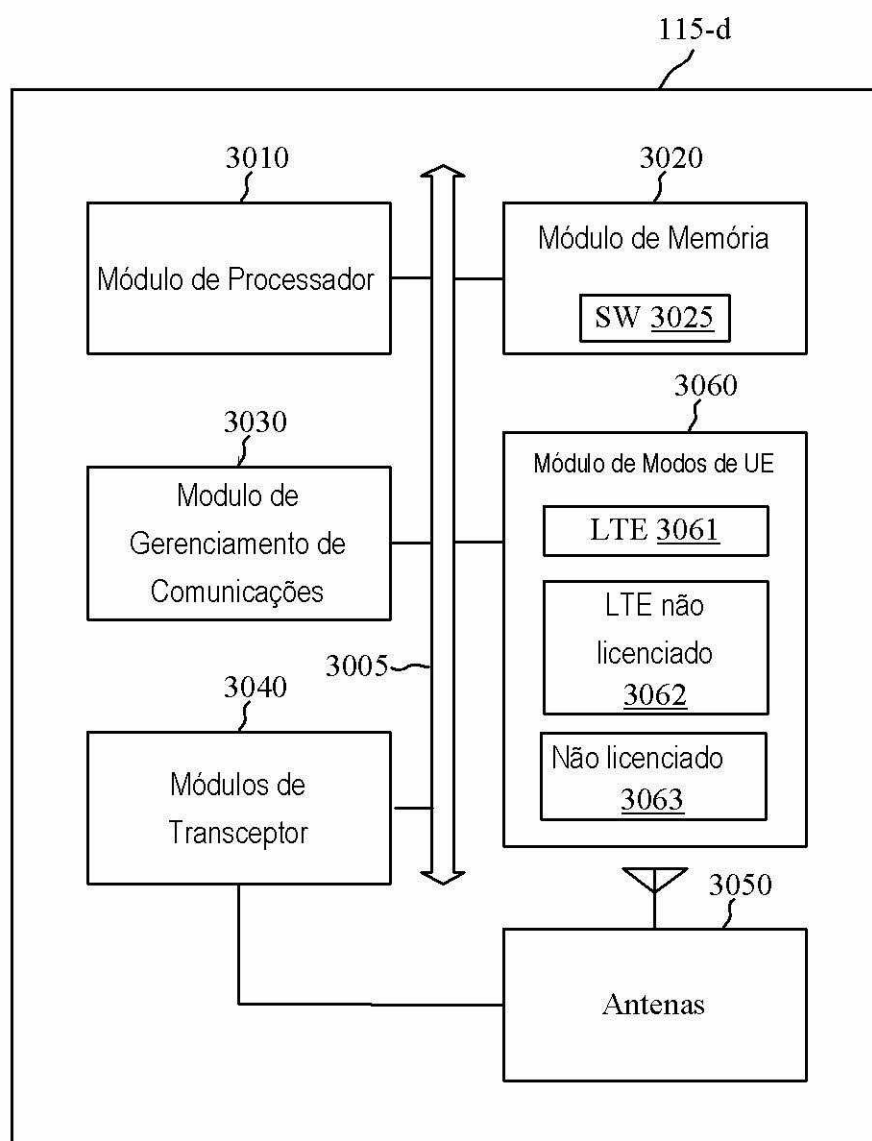 115-d
3010
Módulo de Processador
3020
Módulo de Memória
SW 3025
3030
Modulo de
Gerenciamento de
Comunicações
3060
Módulo de Modos de UE
LTE 3061
LTE não
licenciado
3062
Não licenciado
3063
3005
3040
Módulos de
Transceptor
3050
Antenas